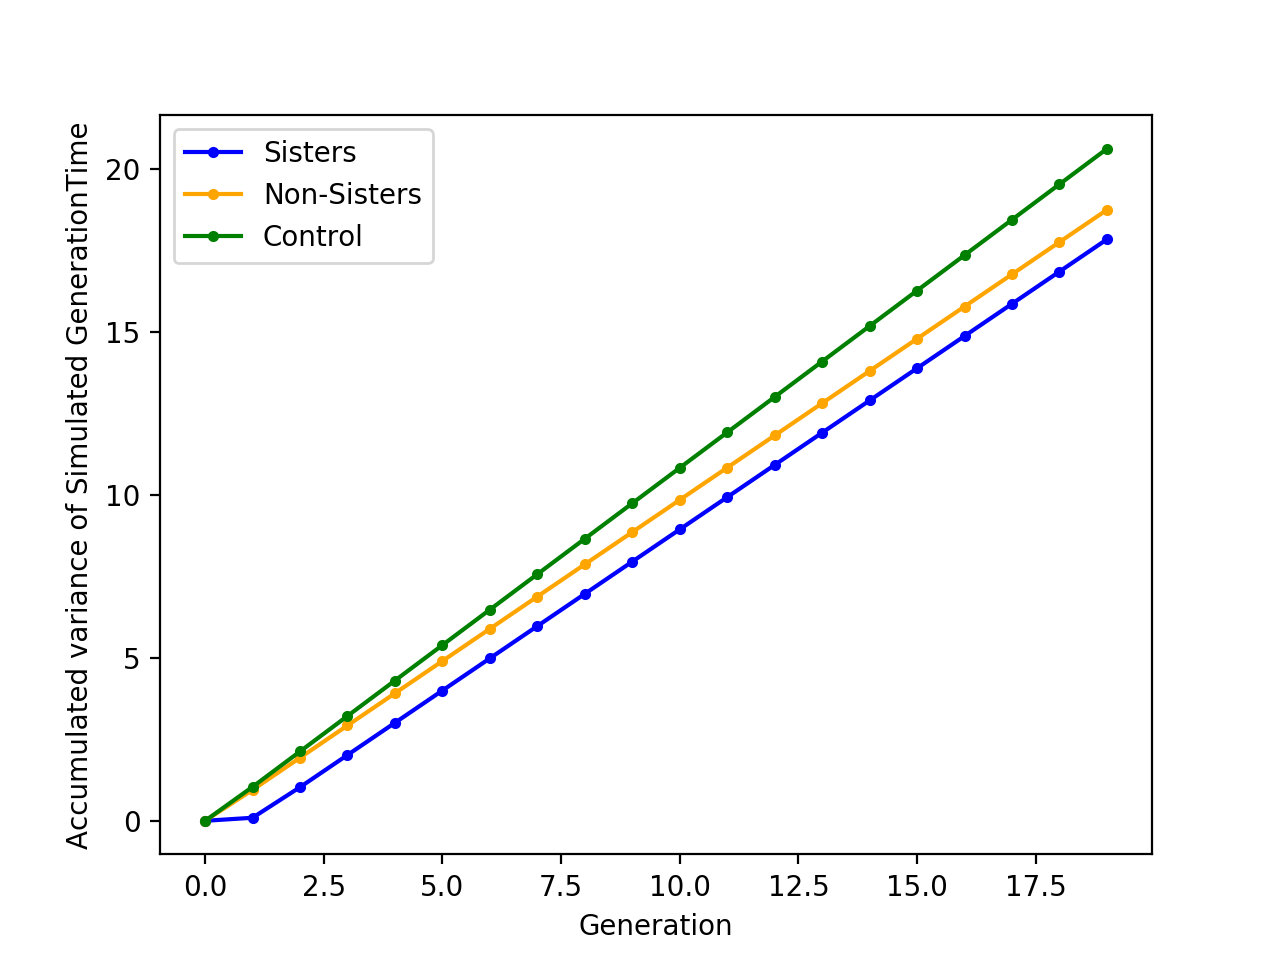 Sisters
Non-Sisters
Control
Accumulated variance of Simulated GenerationTime
20
15
10
5
0
0.0 2.5 5.0 7.5 10.0 12.5 15.0 17.5
Generation